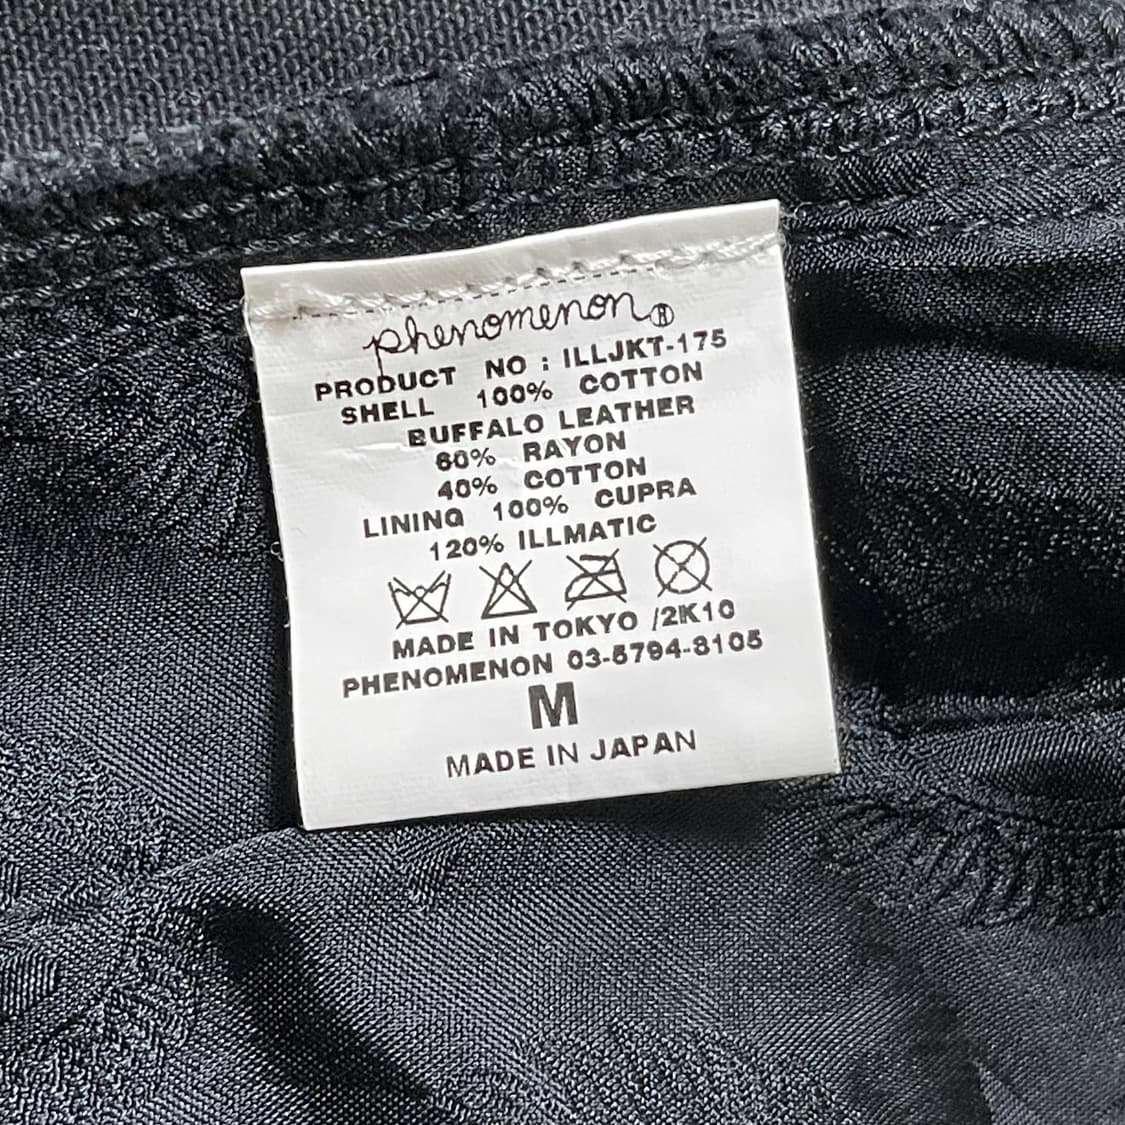 phenomenon®
PRODUCT NO : ILLJKT-175
SHELL 100% COTTON
BUFFALO LEATHER
60% RAYON
40% COTTON
LINING 100% CUPRA
120% ILLMATIC
MADE IN TOKYO /2K10
PHENOMENON 03-5794-8105
M
MADE IN JAPAN